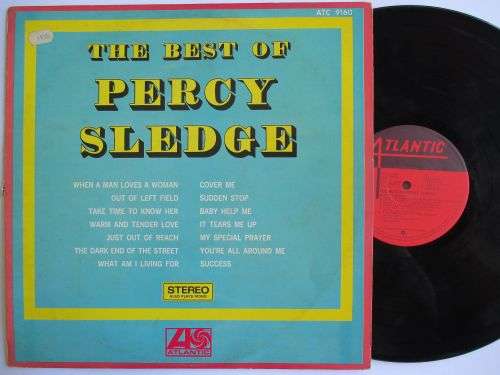 ATC 9160
THE BEST OF
PERCY
SLEDGE
WHEN A MAN LOVES A WOMAN
OUT OF LEFT FIELD
TAKE TIME TO KNOW HER
WARM AND TENDER LOVE
JUST OUT OF REACH
THE DARK END OF THE STREET
WHAT AM I LIVING FOR
COVER ME
SUDDEN STOP
BABY HELP ME
IT TEARS ME UP
MY SPECIAL PRAYER
YOU'RE ALL AROUND ME
SUCCESS
STEREO
ALSO PLAYS MONO
ATLANTIC
ATLANTIC